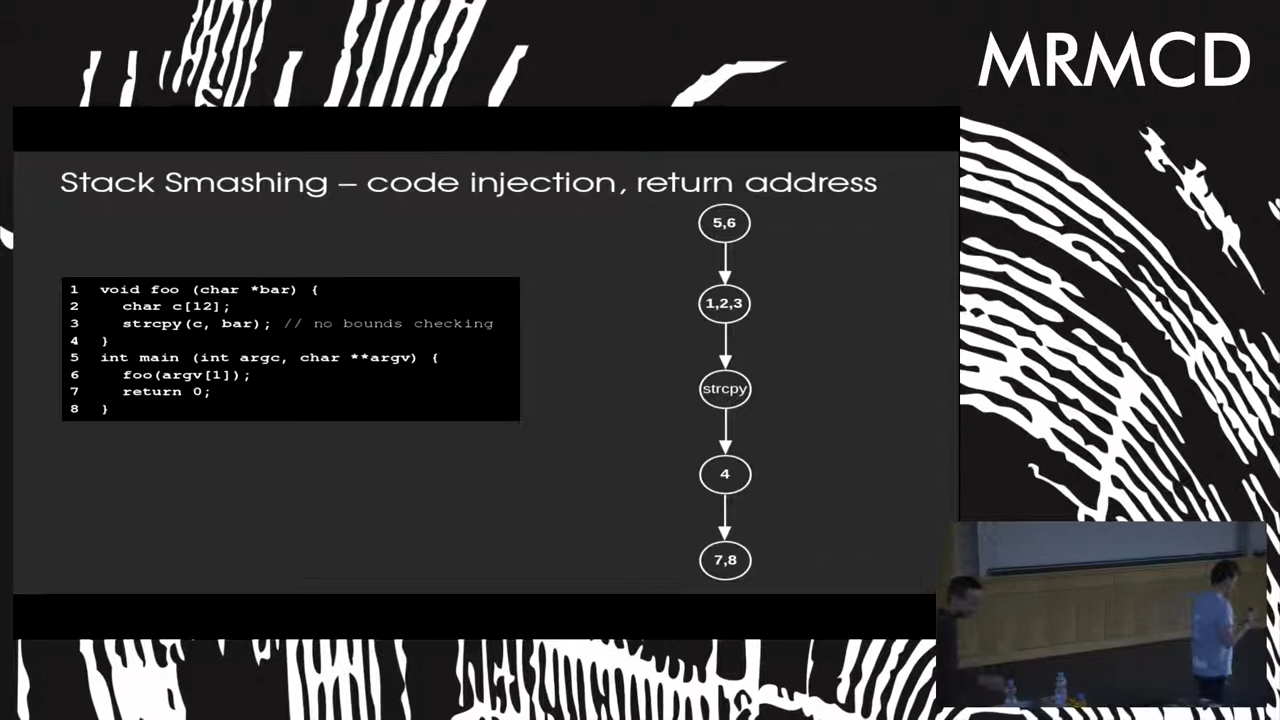 MRMCD
Stack Smashing – code injection, return address
5,6
1 void foo (char *bar) {
2 char c[12];
3 strcpy(c, bar); // no bounds checking
4 }
5 int main (int argc, char **argv) {
6 foo(argv[1]);
7 return 0;
8 }
1,2,3
strcpy
4
7,8